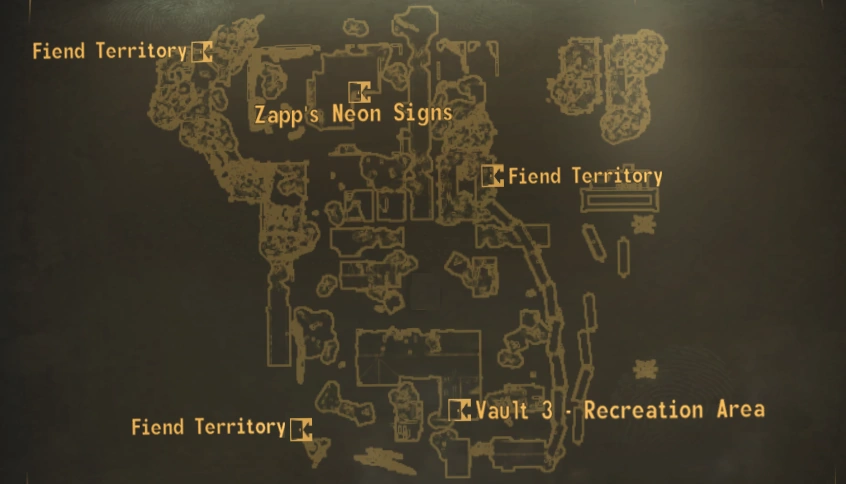 Fiend Territory
Zapp's Neon Signs
Fiend Territory
Fiend Territory
Vault 3 - Recreation Area